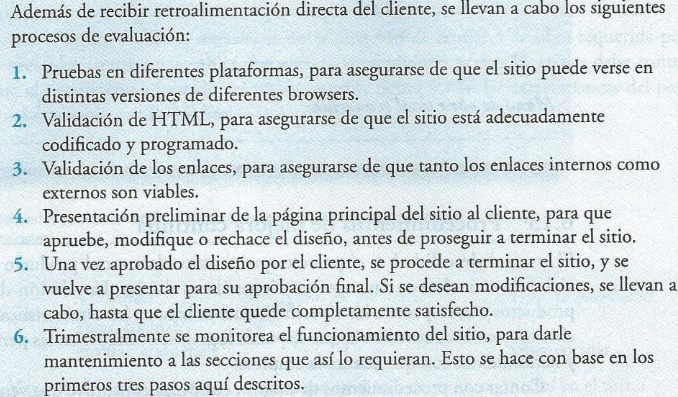 Además de recibir retroalimentación directa del cliente, se llevan a cabo los siguientes
procesos de evaluación:
1. Pruebas en diferentes plataformas, para asegurarse de que el sitio puede verse en
distintas versiones de diferentes browsers.
2. Validación de HTML, para asegurarse de que el sitio está adecuadamente
codificado y programado.
3. Validación de los enlaces, para asegurarse de que tanto los enlaces internos como
externos son viables.
4. Presentación preliminar de la página principal del sitio al cliente, para que
apruebe, modifique o rechace el diseño, antes de proseguir a terminar el sitio.
5. Una vez aprobado el diseño por el cliente, se procede a terminar el sitio, y se
vuelve a presentar para su aprobación final. Si se desean modificaciones, se llevan a
cabo, hasta que el cliente quede completamente satisfecho.
6. Trimestralmente se monitorea el funcionamiento del sitio, para darle
mantenimiento a las secciones que así lo requieran. Esto se hace con base en los
primeros tres pasos aquí descritos.